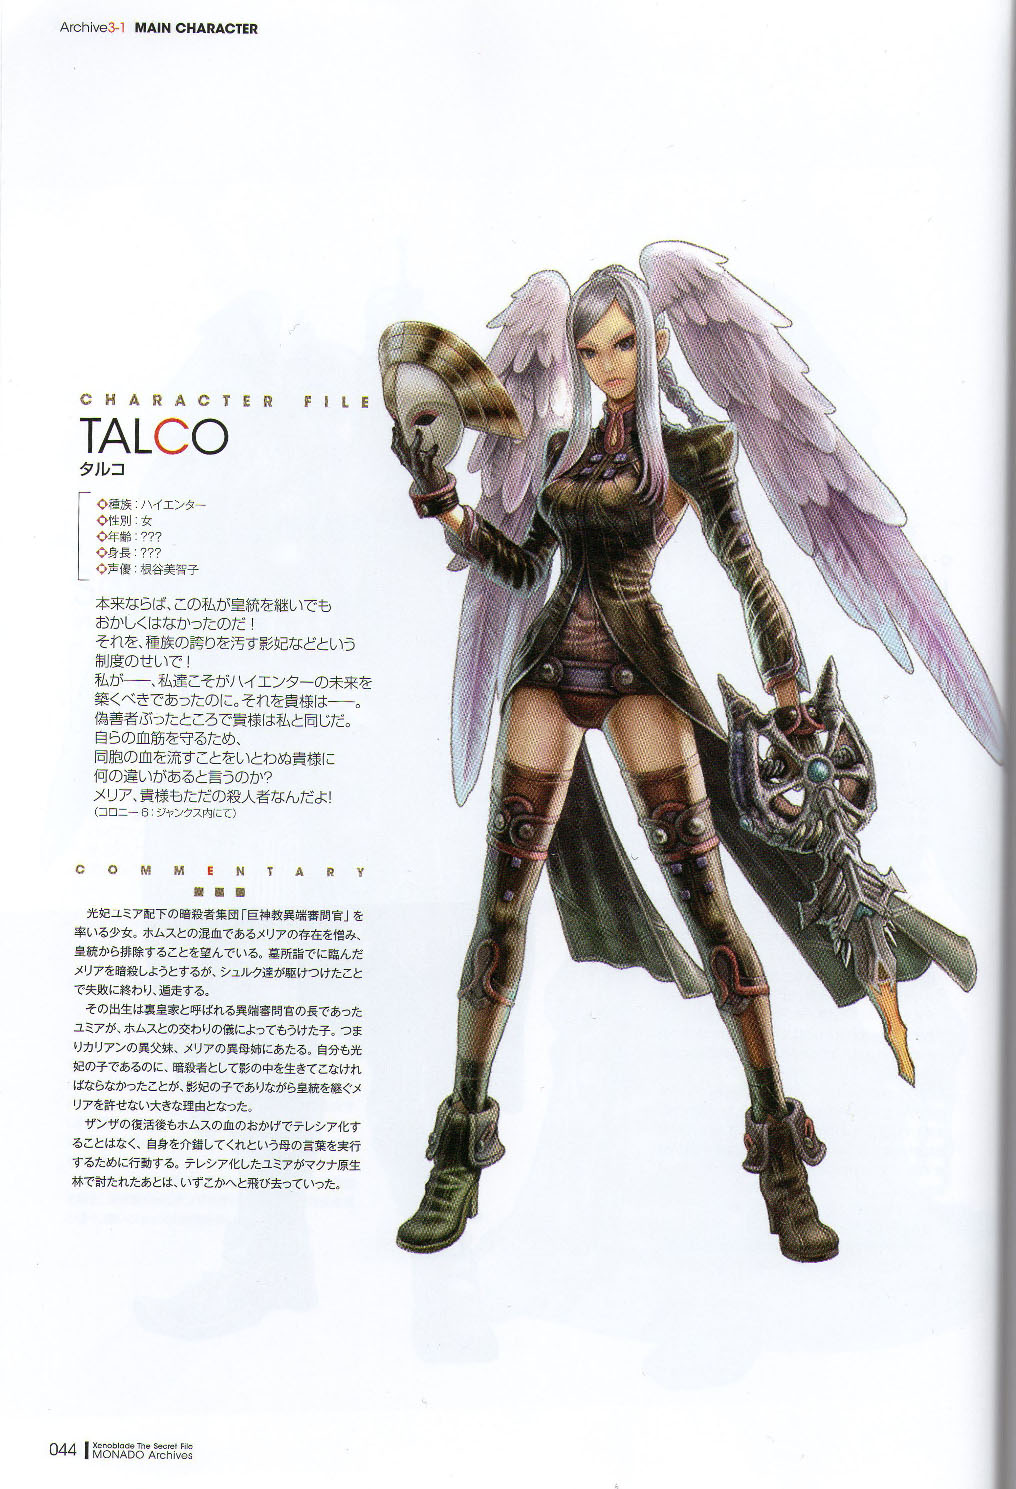 Archive3-1 MAIN CHARACTER
CHARACTER FILE
TALCO
タルコ
◇種族：ハイエンター
◇性別：女
◇年齢：???
◇身長：???
◇声優：根谷美智子
本来ならば、この私が皇統を継いでも
おかしくはなかったのだ！
それを、種族の誇りを汚す影妃などという
制度のせいで！
私が――、私達こそがハイエンターの未来を
築くべきであったのに。それを貴様は――。
偽善者ぶったところで貴様は私と同じだ。
自らの血筋を守るため、
同胞の血を流すことをいとわぬ貴様に
何の違いがあると言うのか?
メリア、貴様もただの殺人者なんだよ!
（コロニー6：ジャンクス内にて）
COMMENTARY
光妃ユミア配下の暗殺者集団「巨神教異端審問官」を
率いる少女。ホムスとの混血であるメリアの存在を憎み、
皇統から排除することを望んでいる。墓所詣でに臨んだ
メリアを暗殺しようとするが、シュルク達が駆けつけたこと
で失敗に終わり、遁走する。
その出生は裏皇家と呼ばれる異端審問官の長であった
ユミアが、ホムスとの交わりの儀によってもうけた子。つま
りカリアンの異父妹、メリアの異母姉にあたる。自分も光
妃の子であるのに、暗殺者として影の中を生きてこなけれ
ばならなかったことが、影妃の子でありながら皇統を継ぐメ
リアを許せない大きな理由となった。
ザンザの復活後もホムスの血のおかげでテレシア化す
ることはなく、自身を介錯してくれという母の言葉を実行
するために行動する。テレシア化したユミアがマクナ原生
林で討たれたあとは、いずこかへと飛び去っていった。
044 Xenoblade The Secret File
MONADO Archives